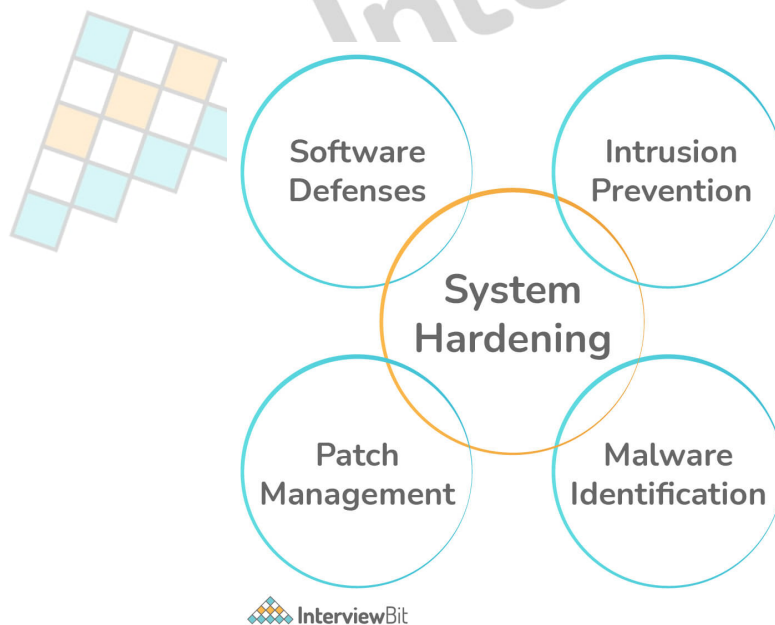 Software
Defenses
Intrusion
Prevention
System
Hardening
Patch
Management
Malware
Identification
InterviewBit